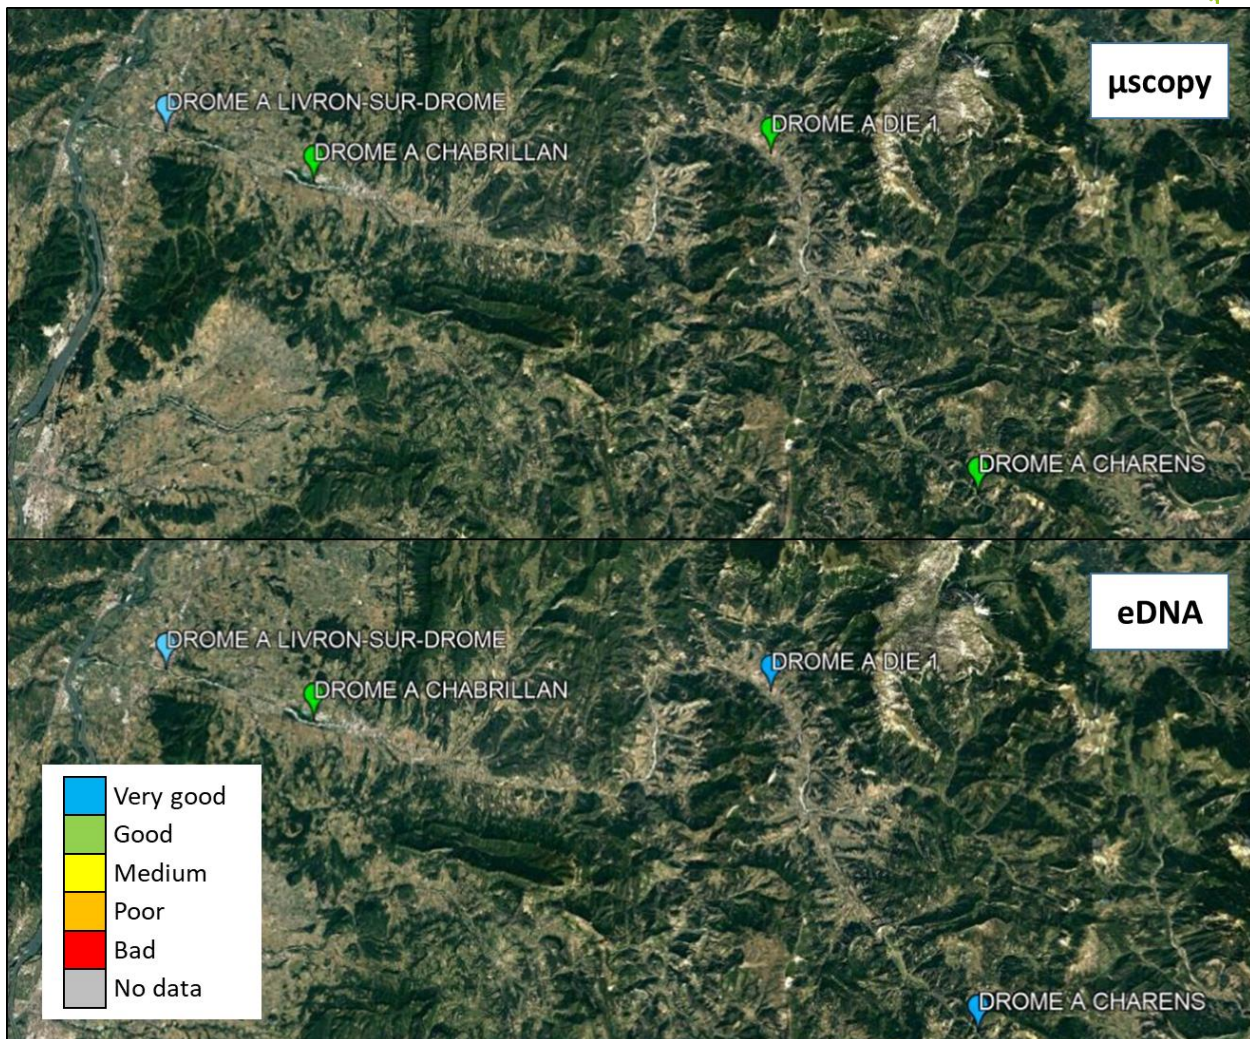 µscopy
DROME A LIVRON-SUR-DROME
DROME A DIE 1
DROME A CHABRILLAN
DROME A CHARENS
eDNA
DROME A LIVRON-SUR-DROME
DROME A DIE 1
DROME A CHABRILLAN
Very good
Good
Medium
Poor
Bad
No data
DROME A CHARENS